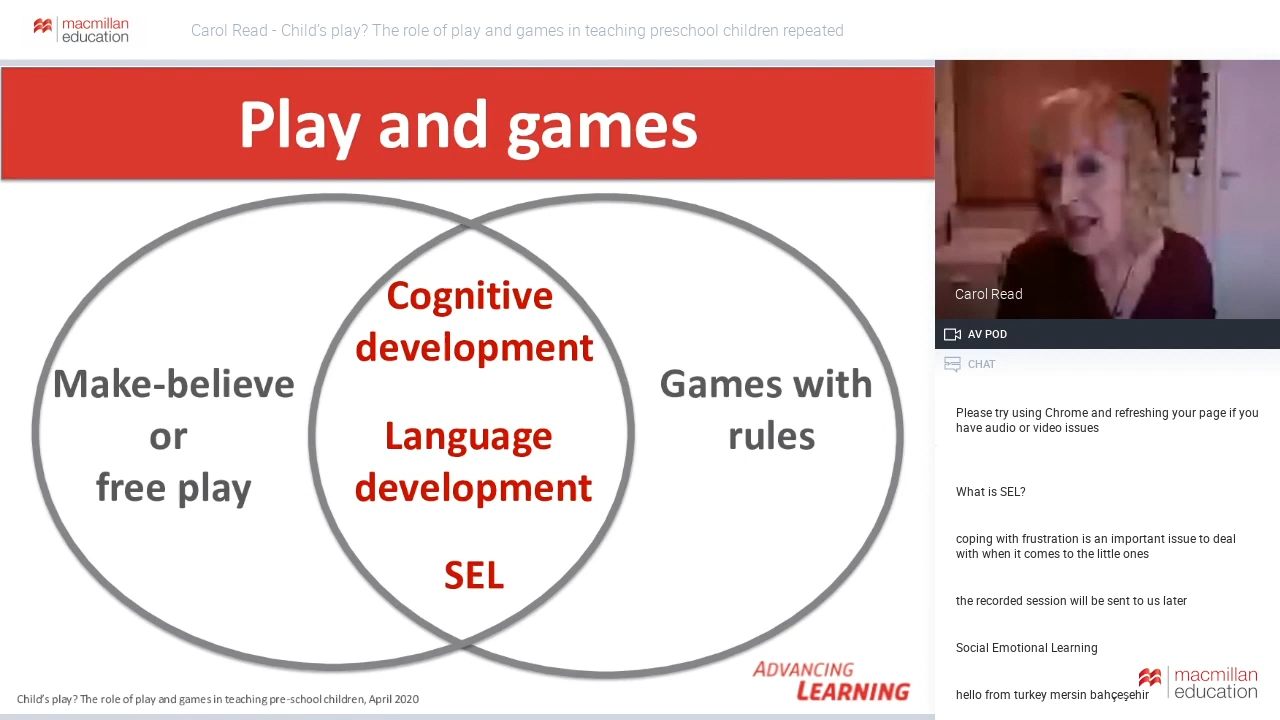 macmillan
education
Carol Read - Child's play? The role of play and games in teaching preschool children repeated
Play and games
Make-believe
or
free play
Cognitive
development
Language
development
SEL
Games with
rules
ADVANCING
LEARNING
Child's play? The role of play and games in teaching pre-school children, April 2020
Carol Read
AV POD
CHAT
Please try using Chrome and refreshing your page if you
have audio or video issues
What is SEL?
coping with frustration is an important issue to deal
with when it comes to the little ones
the recorded session will be sent to us later
Social Emotional Learning
hello from turkey mersin bahçeşehir
macmillan
education